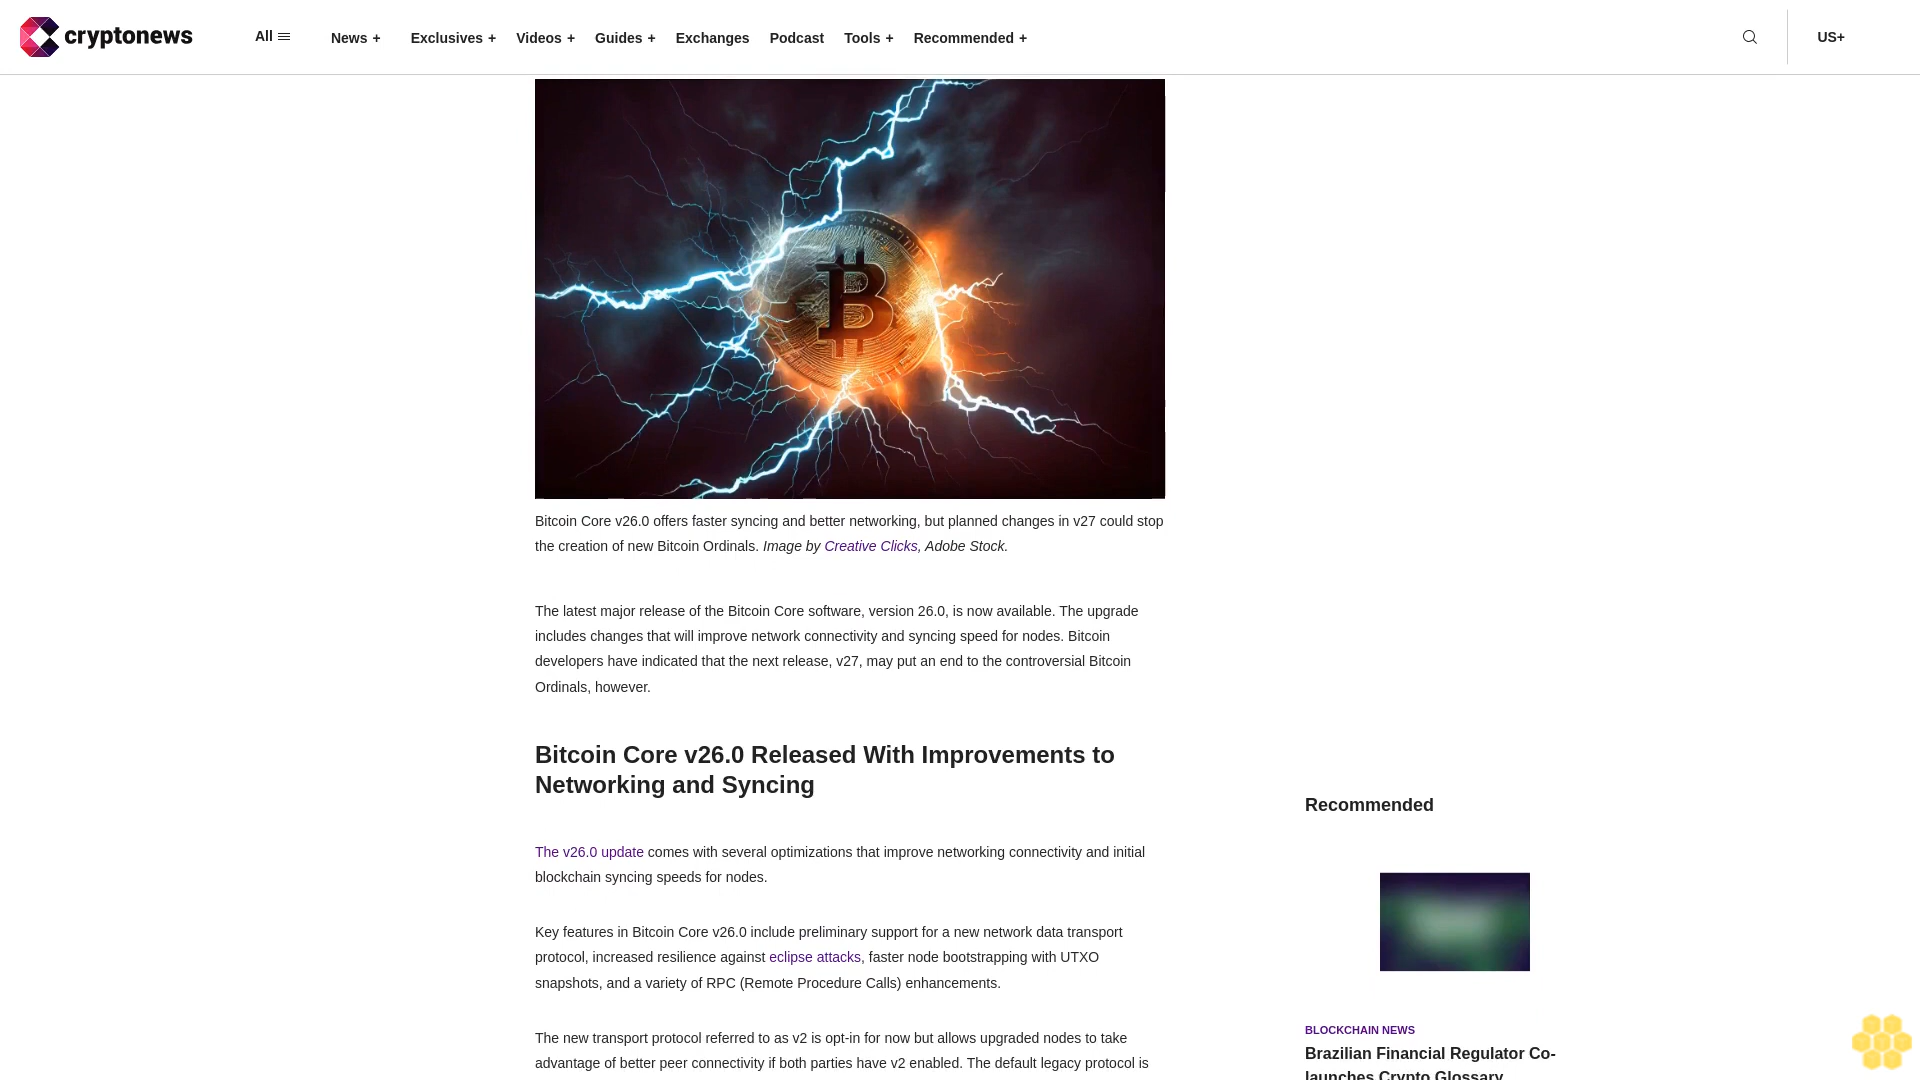 cryptonews
All
News +
Exclusives +
Videos +
Guides +
Exchanges
Podcast
Tools +
Recommended +
US+
Bitcoin Core v26.0 offers faster syncing and better networking, but planned changes in v27 could stop
the creation of new Bitcoin Ordinals. Image by Creative Clicks, Adobe Stock.
The latest major release of the Bitcoin Core software, version 26.0, is now available. The upgrade
includes changes that will improve network connectivity and syncing speed for nodes. Bitcoin
developers have indicated that the next release, v27, may put an end to the controversial Bitcoin
Ordinals, however.
Bitcoin Core v26.0 Released With Improvements to
Networking and Syncing
The v26.0 update comes with several optimizations that improve networking connectivity and initial
blockchain syncing speeds for nodes.
Key features in Bitcoin Core v26.0 include preliminary support for a new network data transport
protocol, increased resilience against eclipse attacks, faster node bootstrapping with UTXO
snapshots, and a variety of RPC (Remote Procedure Calls) enhancements.
The new transport protocol referred to as v2 is opt-in for now but allows upgraded nodes to take
advantage of better peer connectivity if both parties have v2 enabled. The default legacy protocol is
Recommended
BLOCKCHAIN NEWS
Brazilian Financial Regulator Co-
launches Crypto Glossary